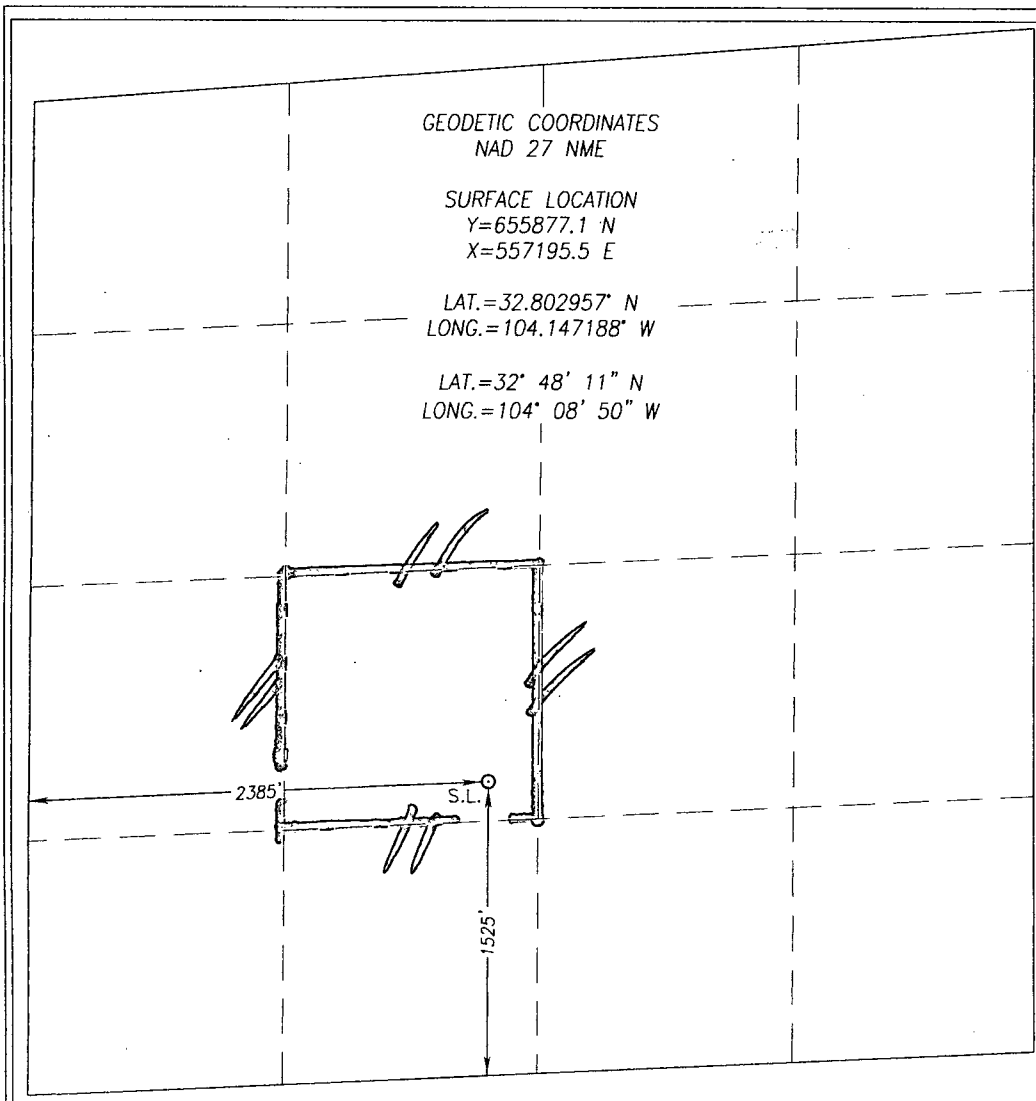 GEODETIC COORDINATES
NAD 27 NME
SURFACE LOCATION
Y=655877.1 N
X=557195.5 E
LAT.=32.802957° N
LONG.=104.147188° W
LAT.=32° 48' 11" N
LONG.=104° 08' 50" W
2385'
S.L.
1525'